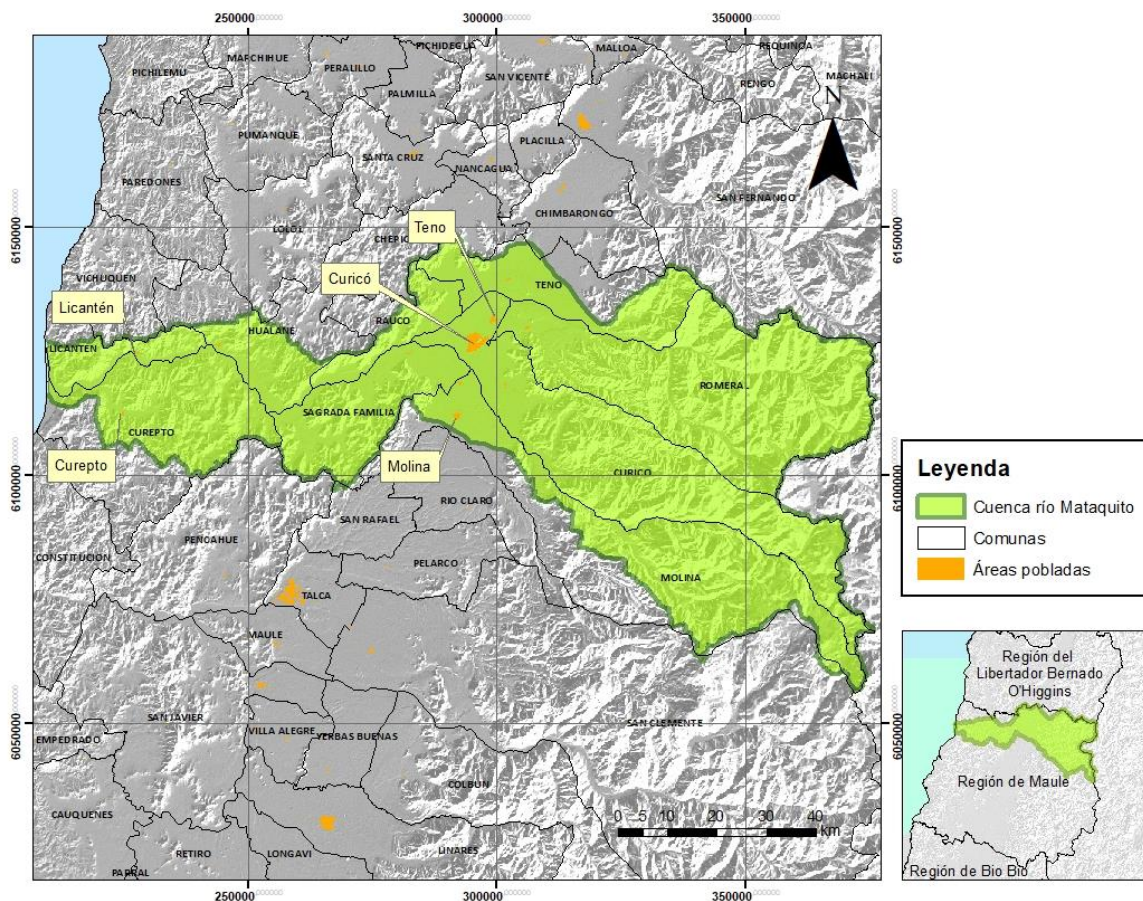 250000
300000
350000
PICHIDEGUA
MALLOA
REQUINOA
MARCHIHUE
PICHILEMU
PERALILLO
SAN VICENTE
RENGO
MACHALI
N
PALMILLA
PUMANQUE
PLACILLA
SANTA CRUZ
NANCAGUA
PAREDONES
SAN FERNANDO
CHIMBARONGO
6150000
6150000
LOLOL
Teno
CHEPIC
VICHUQUEN
Curicó
TENO
Licantén
HUALANE
RAUCO
LICANTEN
ROMERAL
SAGRADA FAMILIA
CUREPTO
Curepto
Molina
CURICO
6100000
6100000
RIO CLARO
SAN RAFAEL
PENCAHUE
CONSTITUCION
PELARCO
MOLINA
TALCA
MAULE
SAN JAVIER
SAN CLEMENTE
6050000
6050000
VILLA ALEGRE
YERBAS BUENAS
EMPEDRADO
COLBUN
CAUQUENES
0 5 10 20 30 40
km
RETIRO
LONGAVI
LINARES
PARRAL
250000
300000
350000
Leyenda
Cuenca río Mataquito
Comunas
Áreas pobladas
Región del
Libertador Bernado
O'Higgins
Región de Maule
Región de Bio Bio